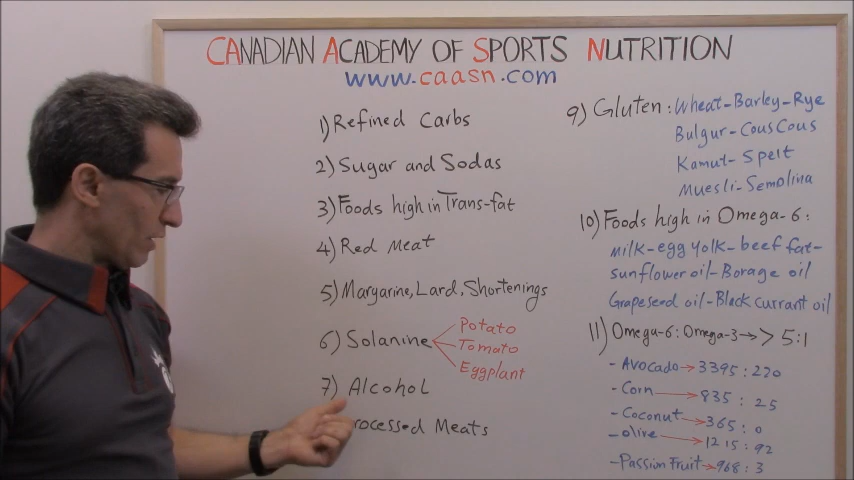 CANADIAN ACADEMY OF SPORTS NUTRITION
www.caasn.com
1) Refined Carbs
2) Sugar and Sodas
3) Foods high in Trans-fat
4) Red Meat
5) Margarine, Lard, Shortenings
6) Solanine
Potato
Tomato
Eggplant
7) Alcohol
rocessed Meats
9) Gluten: Wheat-Barley-Rye
Bulgur-CousCous
Kamut-Spelt
Muesli-Semolina
10) Foods high in Omega-6:
Milk-egg yolk-beef fat-
sunflower oil-Borage oil
Grapeseed oil-Black currant oil
11) Omega-6: Omega-3 → > 5:1
- Avocado → 3395: 220
- Corn → 835 : 25
- Coconut → 365 : 0
- olive → 1215: 92
- Passion Fruit → 968: 3